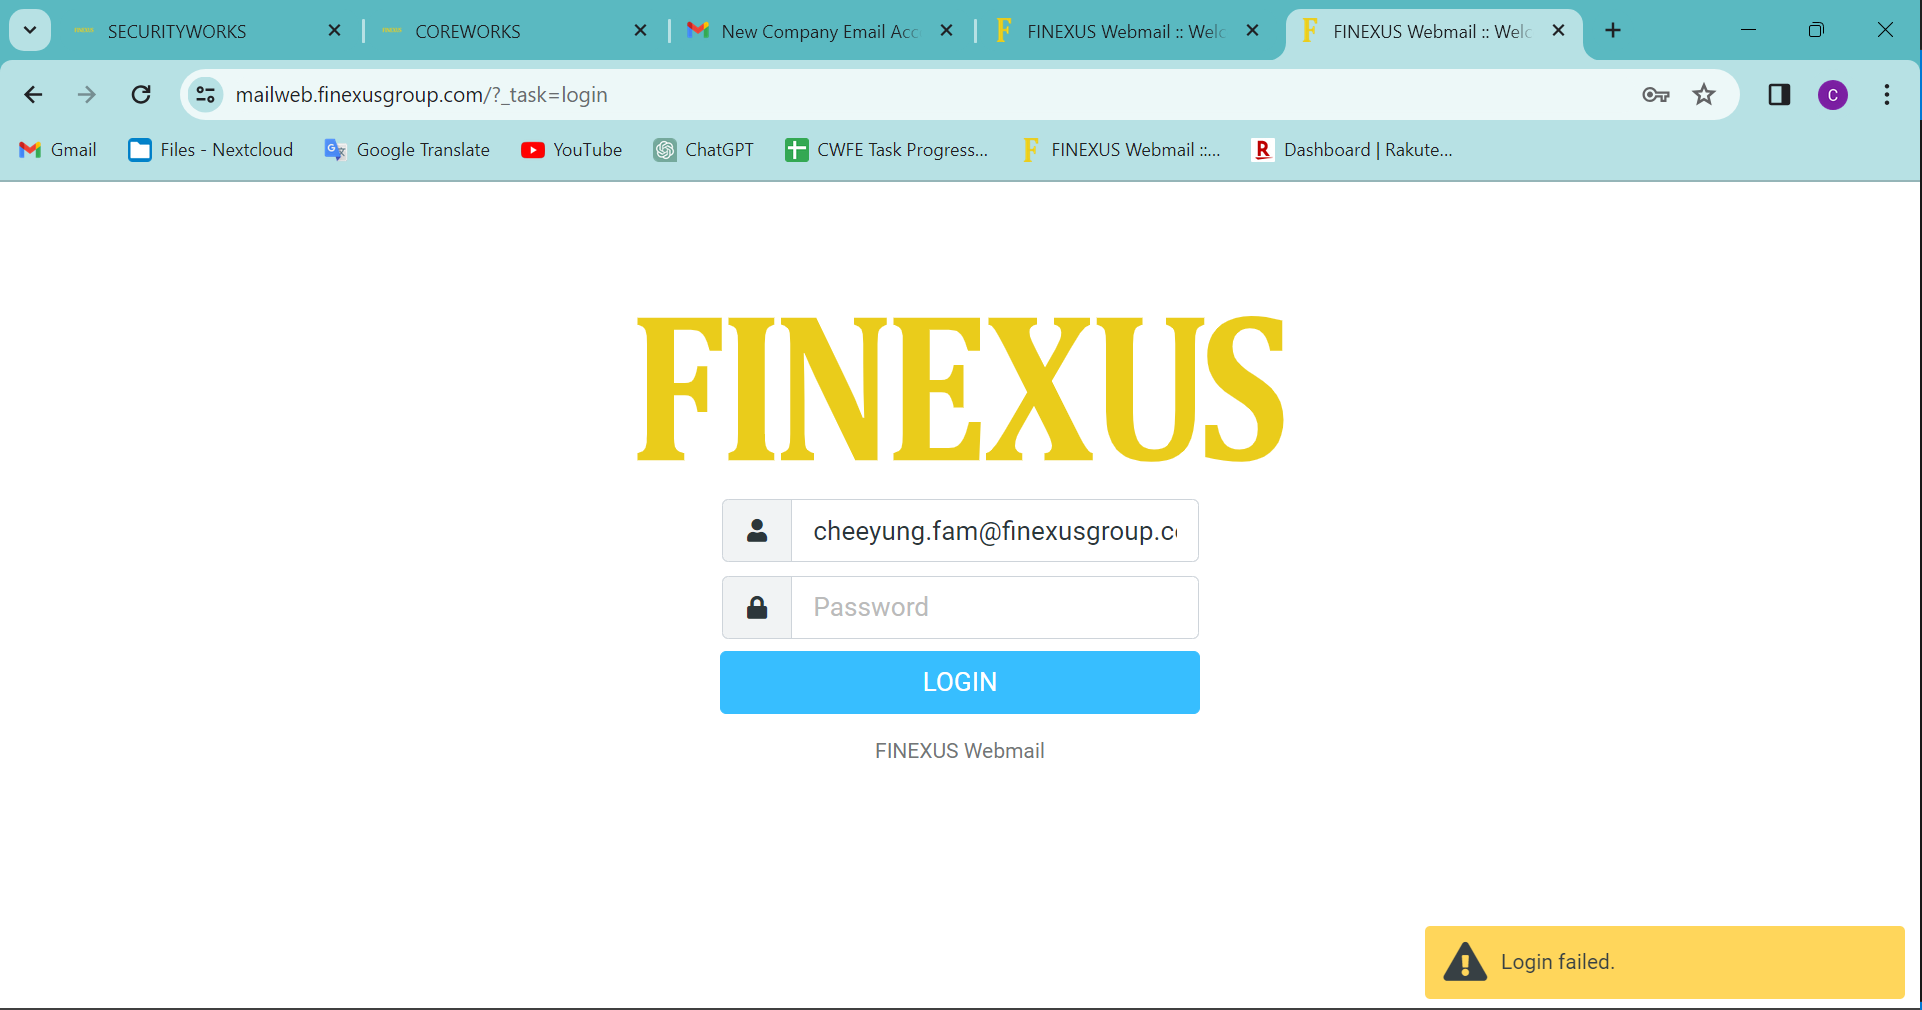 SECURITYWORKS
COREWORKS
New Company Email Acc
FINEXUS Webmail :: Welc
FINEXUS Webmail :: Welc
mailweb.finexusgroup.com/?_task=login
C
Gmail
Files - Nextcloud
Google Translate
YouTube
ChatGPT
CWFE Task Progress...
FINEXUS Webmail ::...
Dashboard | Rakute...
FINEXUS
cheeyung.fam@finexusgroup.c
Password
LOGIN
FINEXUS Webmail
Login failed.